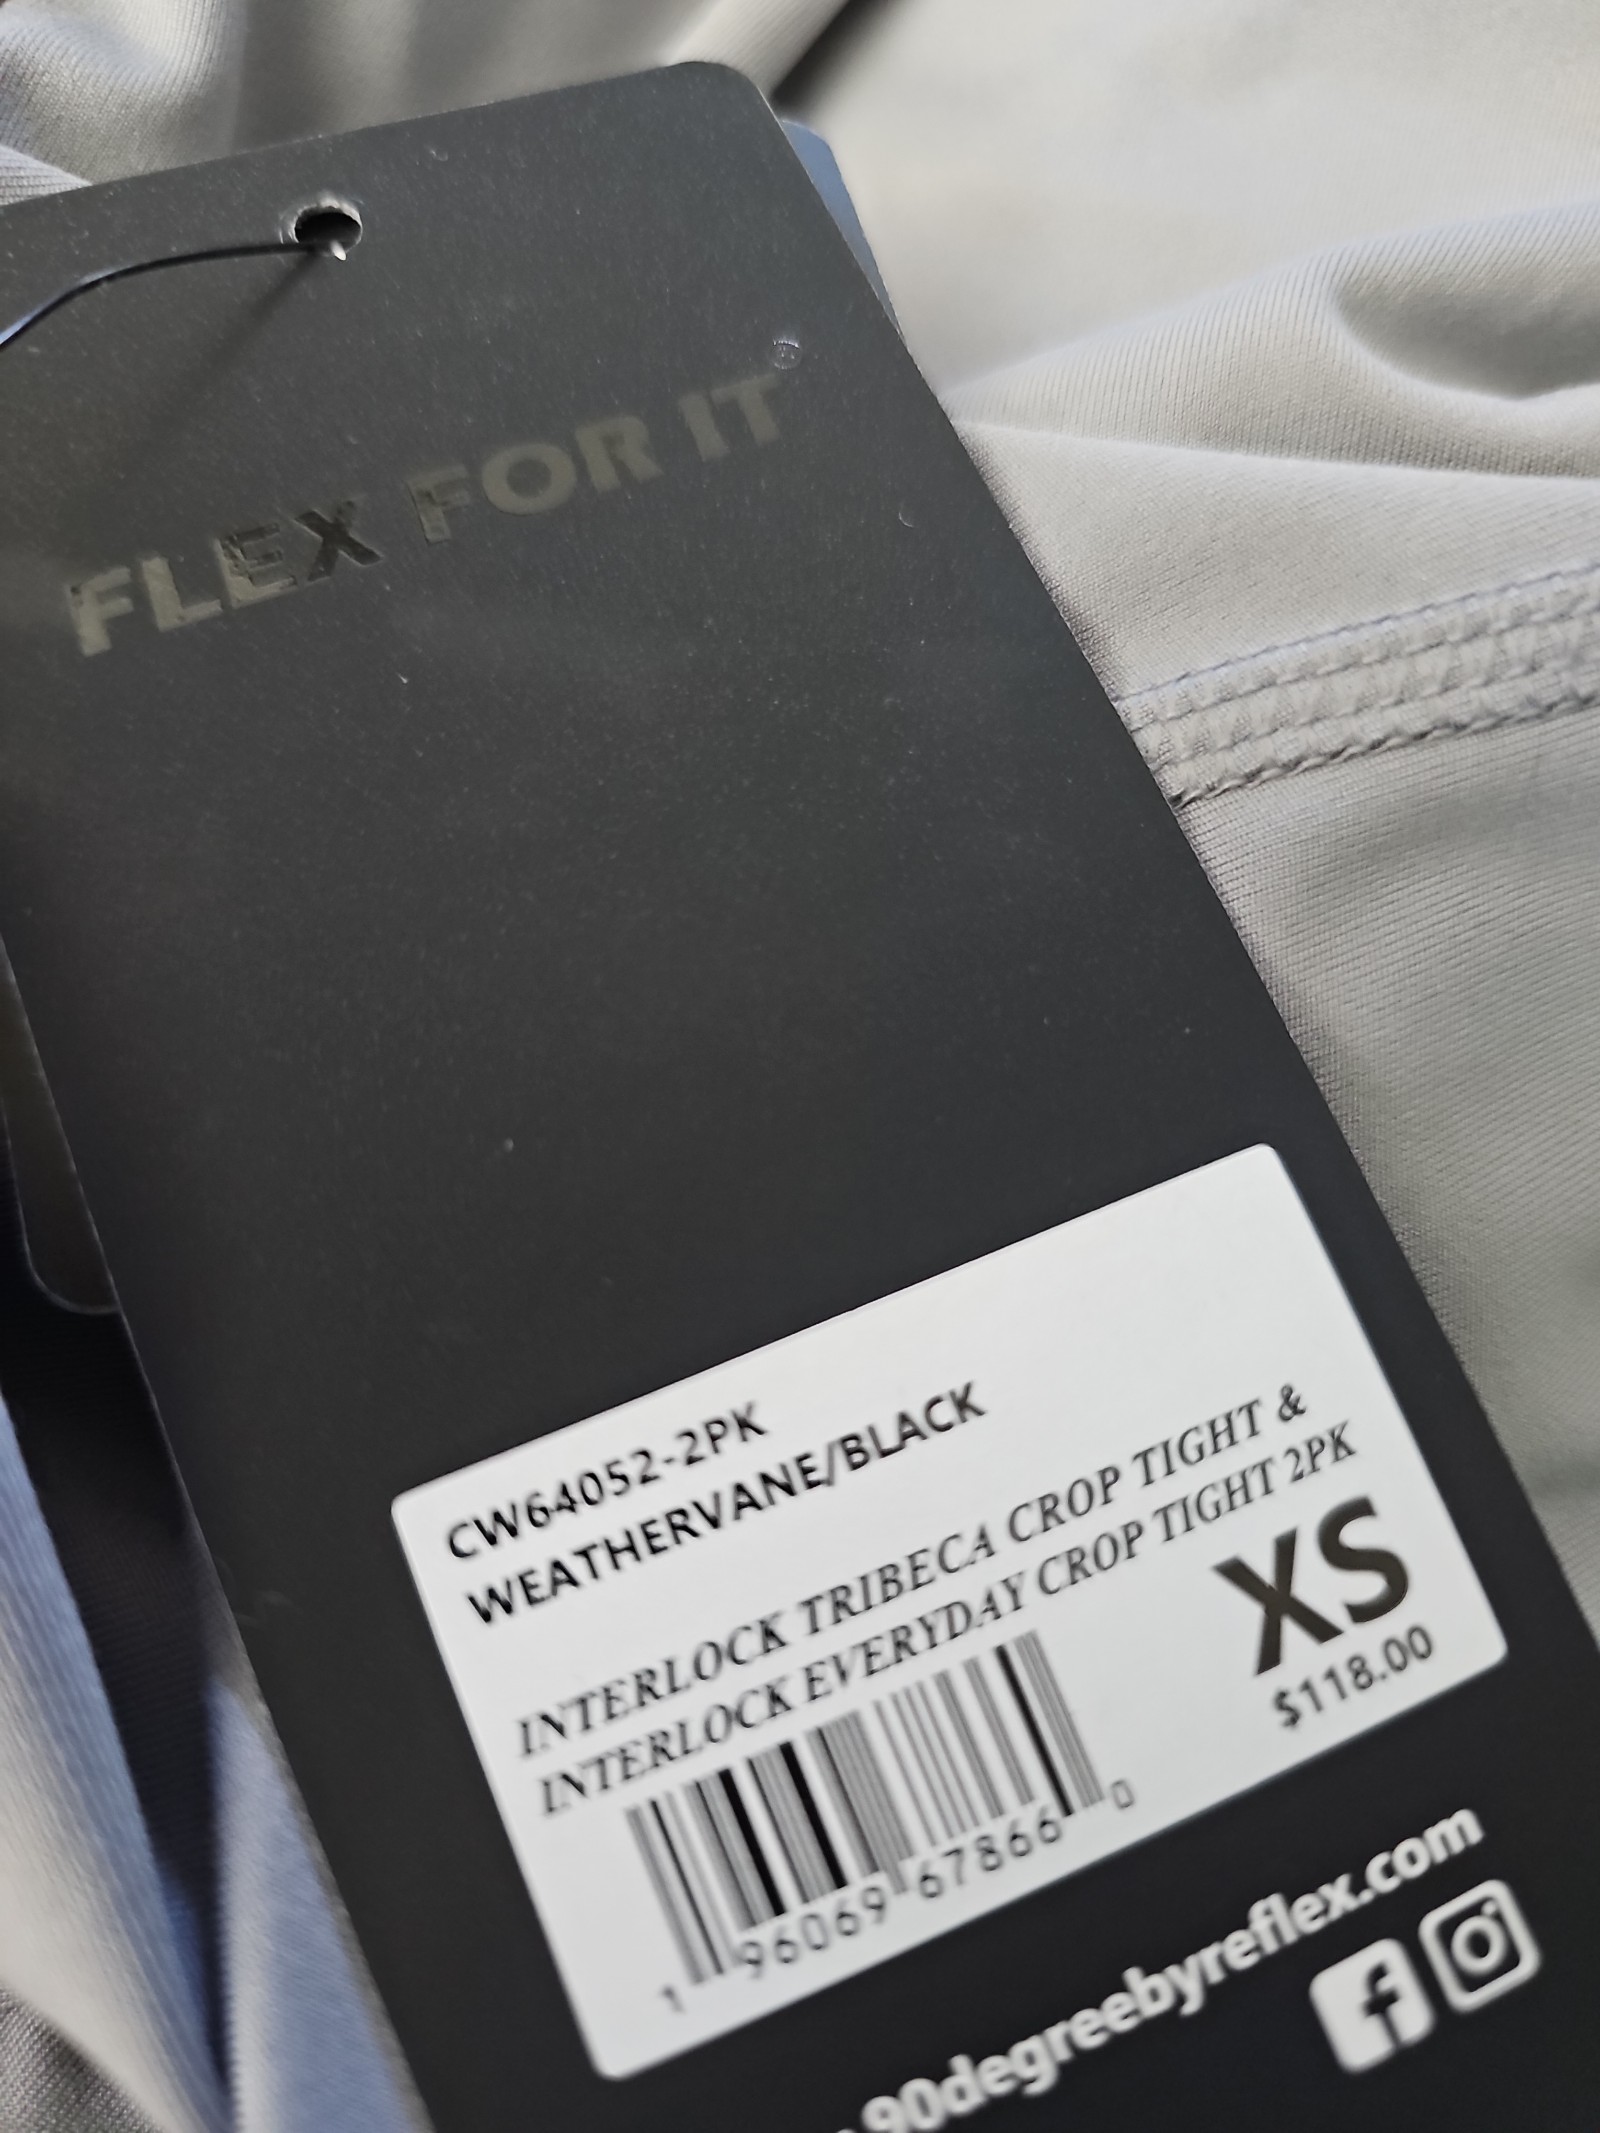 FLEX FOR IT®
CW64052-2PK
WEATHERVANE/BLACK
INTERLOCK TRIBECA CROP TIGHT &
INTERLOCK EVERYDAY CROP TIGHT 2PK
XS
$118.00
1 96069 67866 0
90degreebyreflex.com